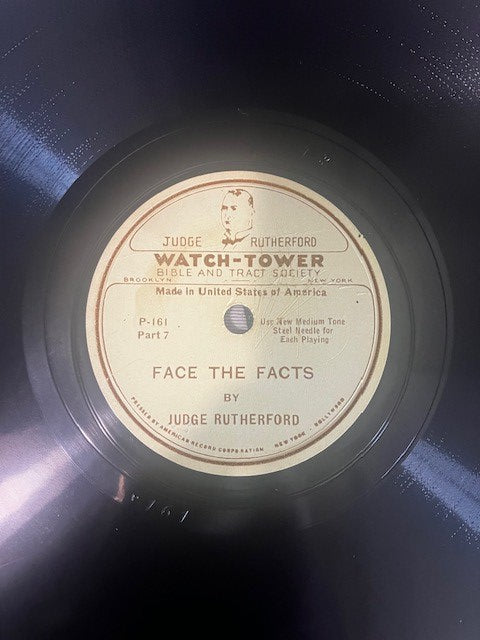 JUDGE RUTHERFORD
WATCH-TOWER
BIBLE AND TRACT SOCIETY
BROOKLYN NEW YORK
Made in United States of America
P-161
Part 7
Use New Medium Tone
Steel Needle for
Each Playing
FACE THE FACTS
BY
JUDGE RUTHERFORD
PRESSED BY AMERICAN RECORD CORPORATION NEW YORK - HOLLYWOOD